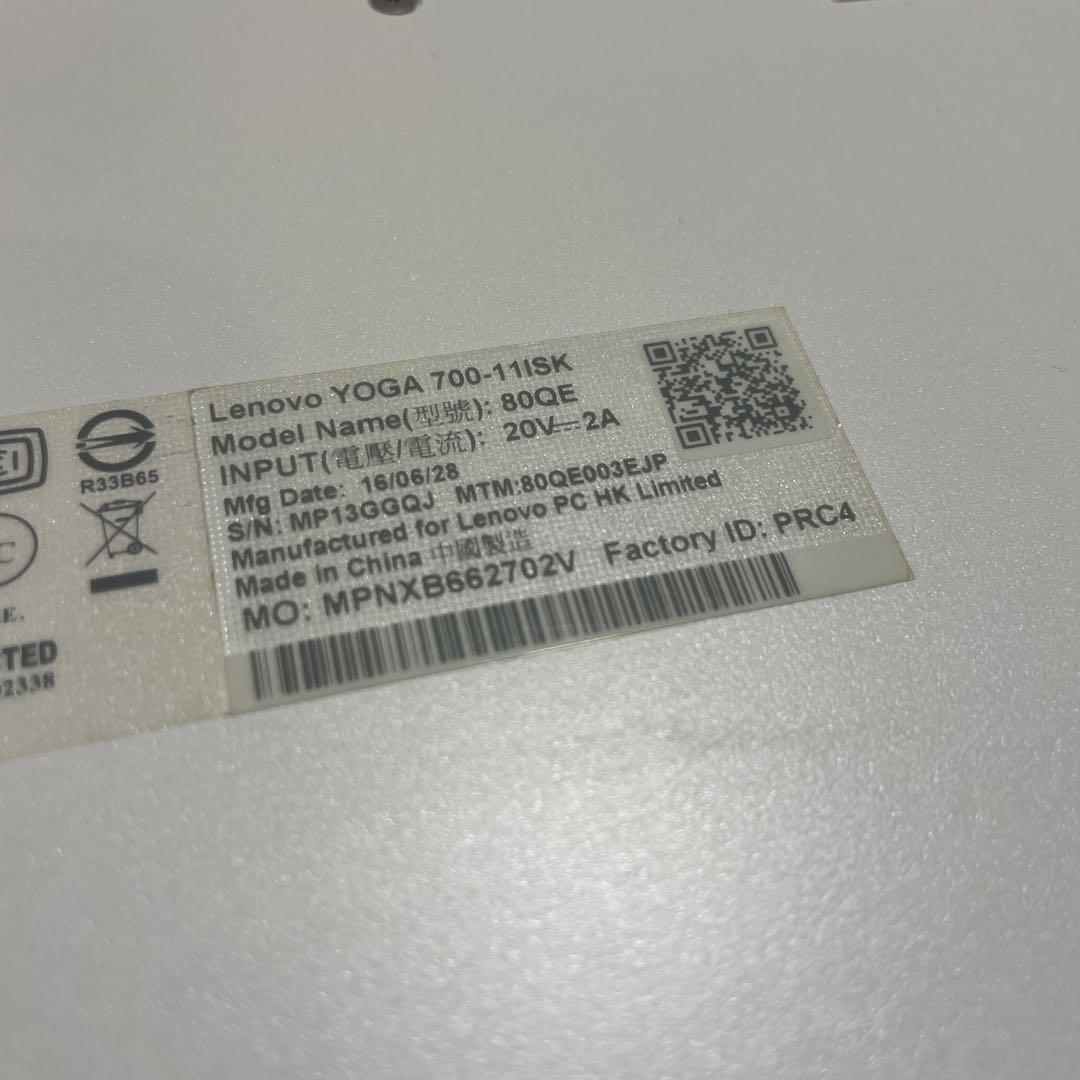 Lenovo YOGA 700-11ISK
Model Name(型號): 80QE
INPUT(電壓/電流): 20V⎓2A
Mfg Date: 16/06/28
S/N: MP13GGQJ MTM:80QE003EJP
Manufactured for Lenovo PC HK Limited
Made in China 中國製造
MO: MPNXB662702V Factory ID: PRC4
R33B65
C
.E.
TED
2338